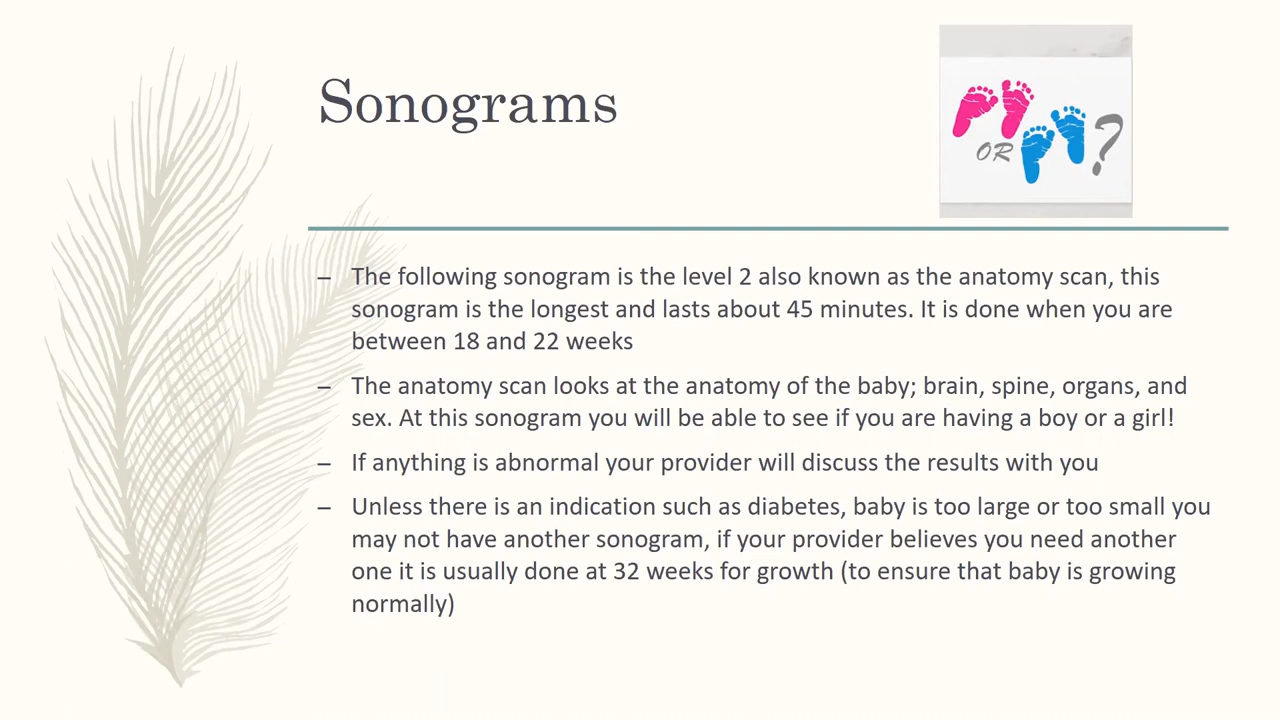 Sonograms
OR ?
– The following sonogram is the level 2 also known as the anatomy scan, this
sonogram is the longest and lasts about 45 minutes. It is done when you are
between 18 and 22 weeks
– The anatomy scan looks at the anatomy of the baby; brain, spine, organs, and
sex. At this sonogram you will be able to see if you are having a boy or a girl!
– If anything is abnormal your provider will discuss the results with you
– Unless there is an indication such as diabetes, baby is too large or too small you
may not have another sonogram, if your provider believes you need another
one it is usually done at 32 weeks for growth (to ensure that baby is growing
normally)